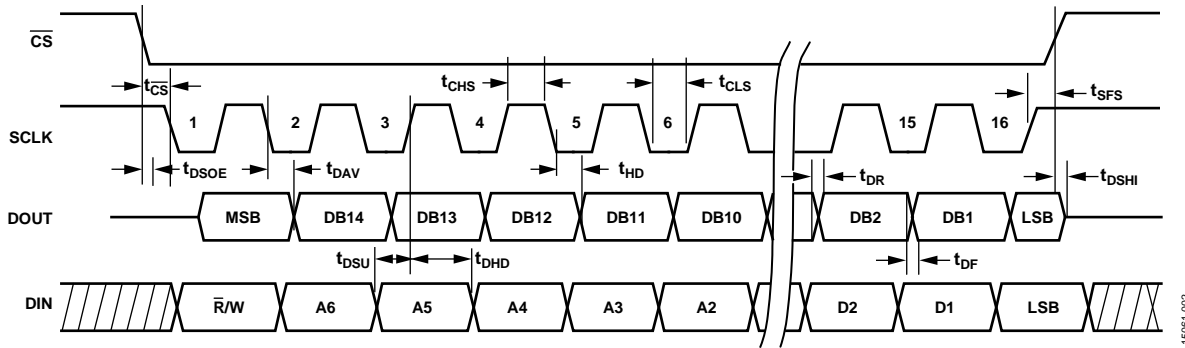 CS
tCS
tCHS
tCLS
tSFS
SCLK
1 2 3 4 5 6 15 16
tDSOE
tDAV
tHD
tDR
tDSHI
DOUT
MSB DB14 DB13 DB12 DB11 DB10 DB2 DB1 LSB
tDSU
tDHD
tDF
DIN
R/W A6 A5 A4 A3 A2 D2 D1 LSB
15061-002